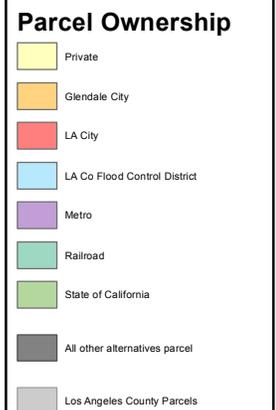 Parcel Ownership
Private
Glendale City
LA City
LA Co Flood Control District
Metro
Railroad
State of California
All other alternatives parcel
Los Angeles County Parcels